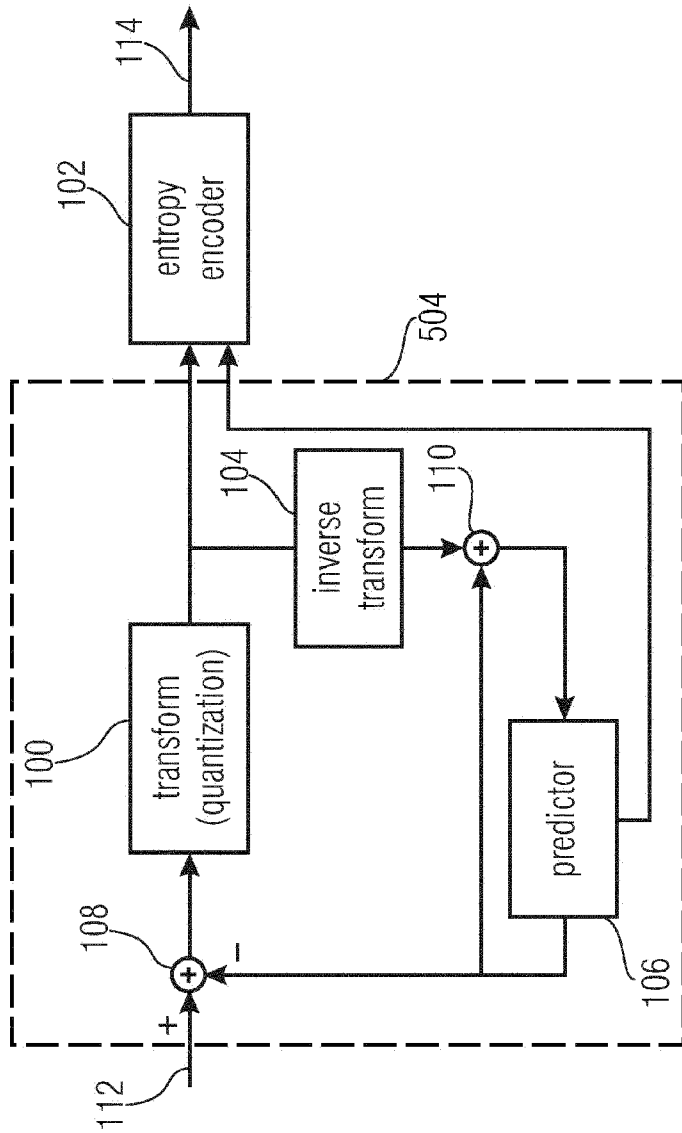 112
+
108
+
−
100
transform
(quantization)
102
entropy
encoder
114
104
inverse
transform
110
+
504
predictor
106